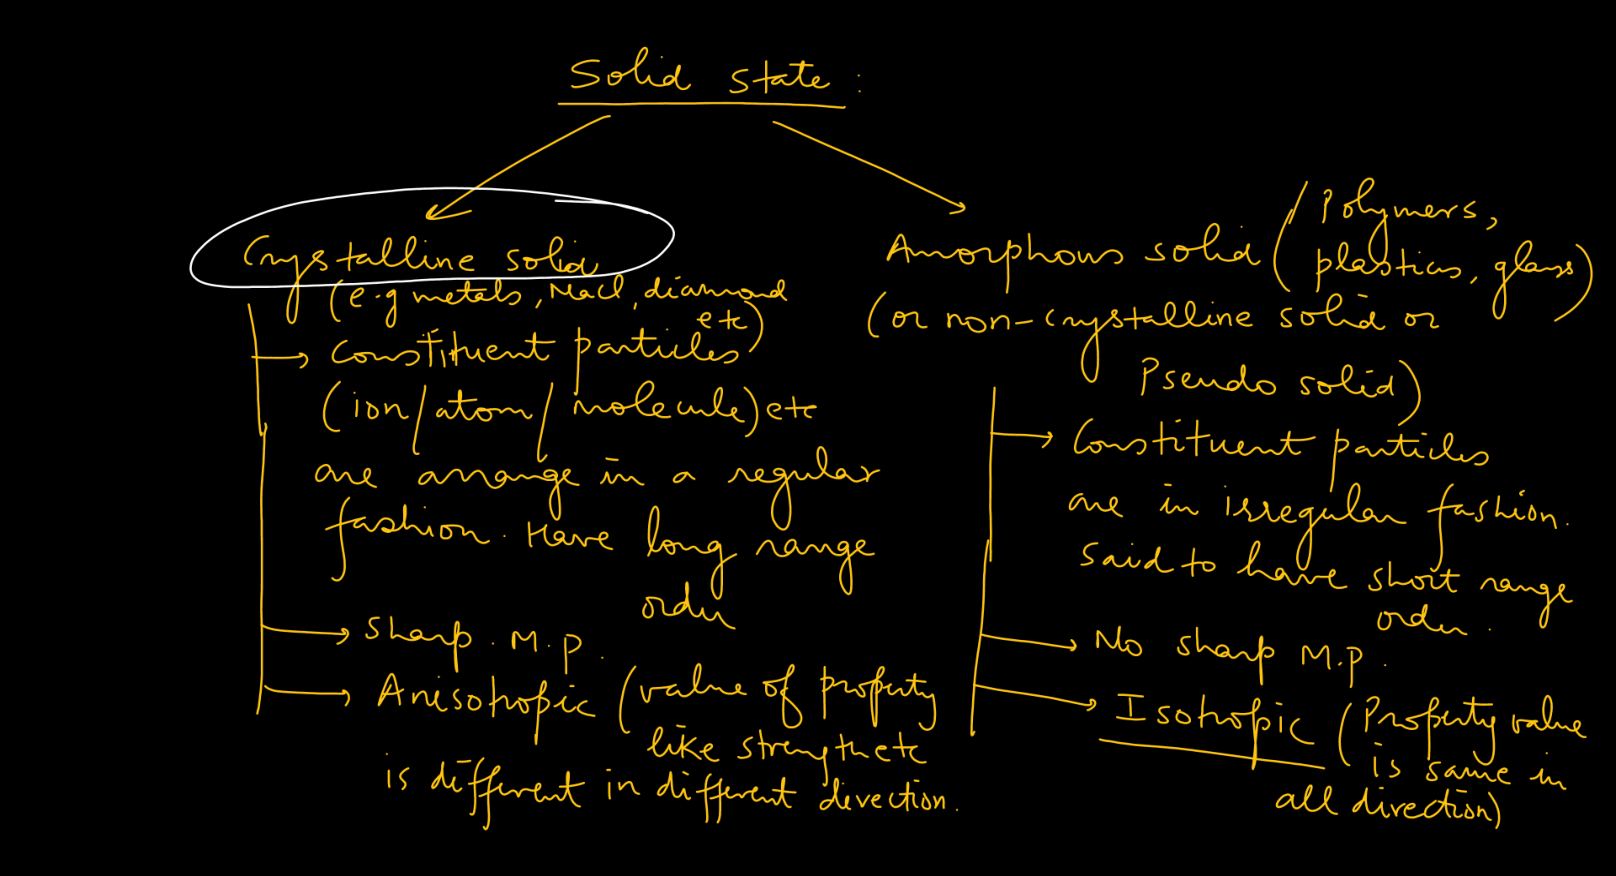 Solid state :
Crystalline solid
(e.g metals, NaCl, diamond
etc)
→ Constituent particles
(ion/atom/molecule) etc
are arrange in a regular
fashion. Have long range
order
→ Sharp. M.P.
→ Anisotropic (value of property
like strength etc
is different in different direction.
Amorphous solid (Polymers,
plastics, glass)
(or non-crystalline solid or
Pseudo solid)
→ Constituent particles
are in irregular fashion.
Said to have short range
order.
→ No sharp M.P.
→ Isotropic (Property value
is same in
all direction)